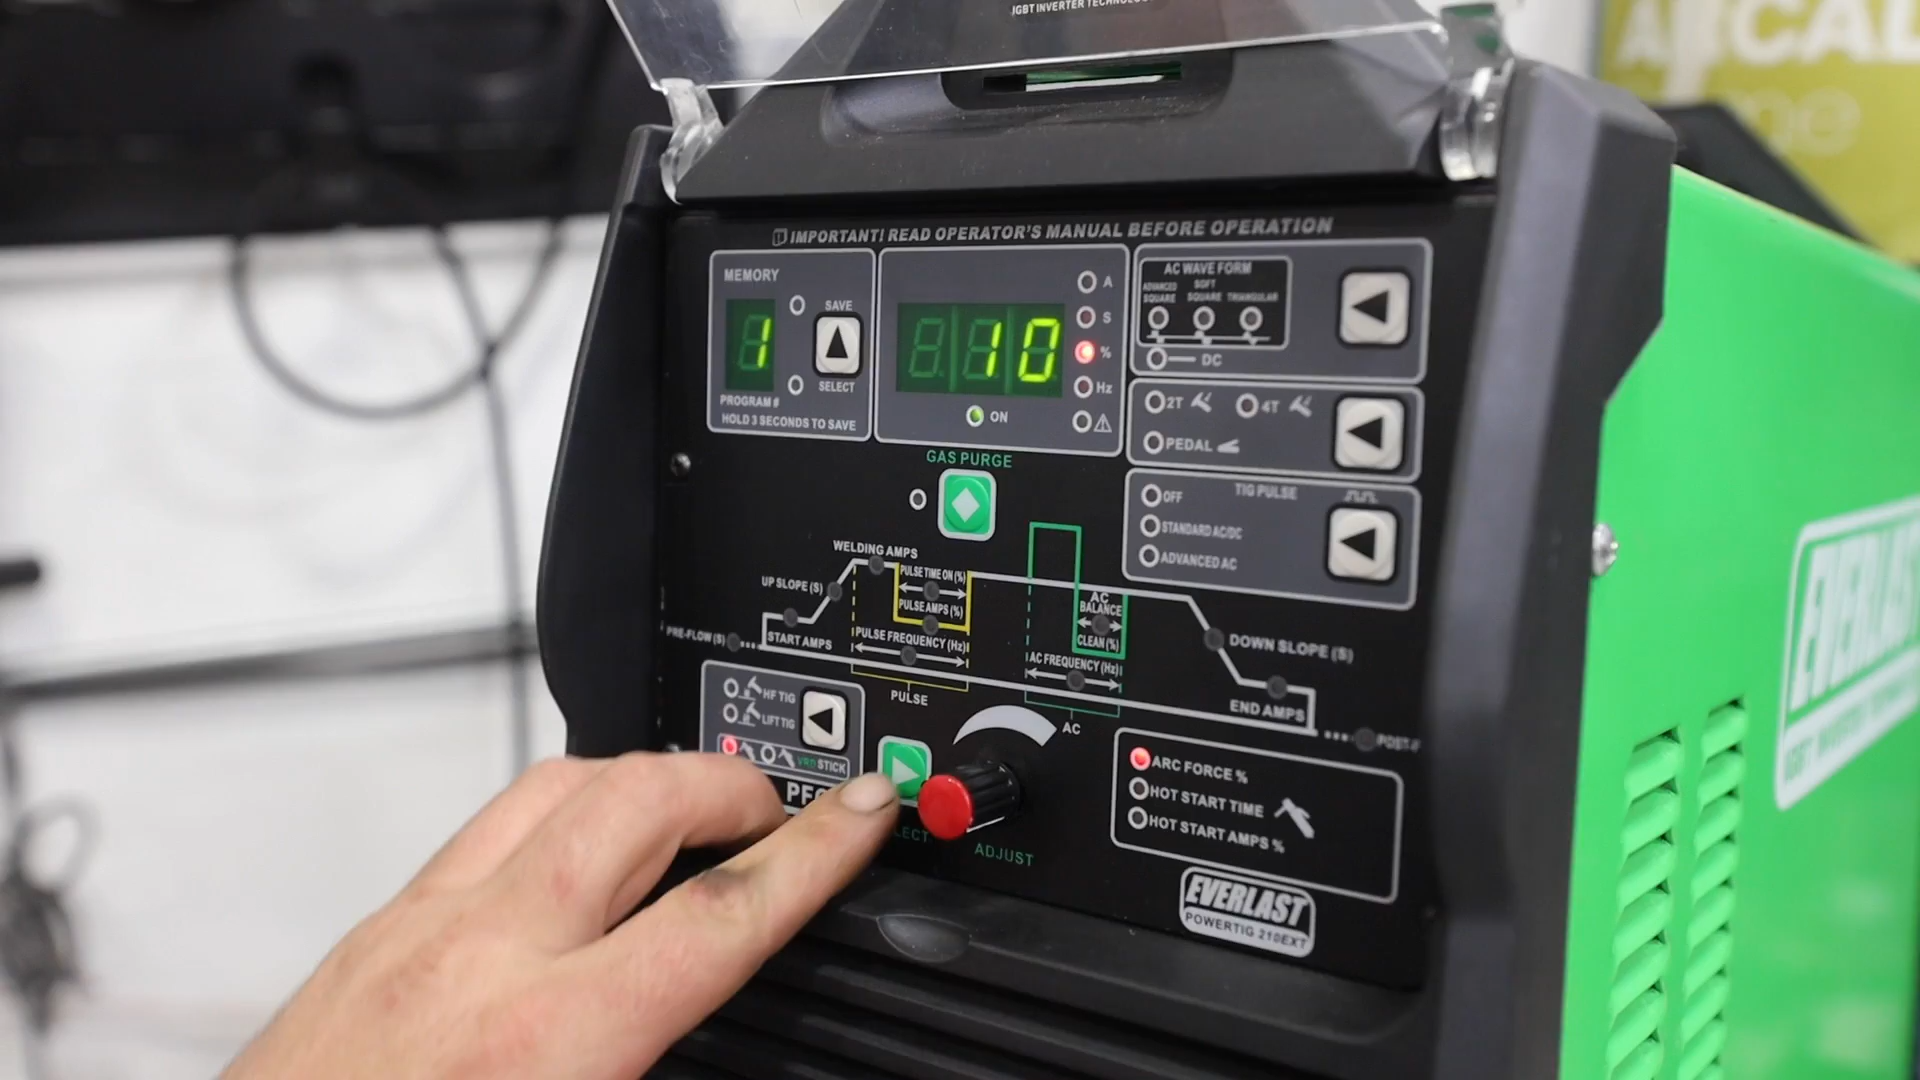 IGBT INVERTER TECHNOLOGY
IMPORTANT! READ OPERATOR'S MANUAL BEFORE OPERATION
MEMORY
1
SAVE
SELECT
PROGRAM #
HOLD 3 SECONDS TO SAVE
10
A
S
%
Hz
ON
AC WAVE FORM
ADVANCED SQUARE
SOFT SQUARE
TRIANGULAR
DC
2T
4T
PEDAL
GAS PURGE
TIG PULSE
OFF
STANDARD AC/DC
ADVANCED AC
WELDING AMPS
UP SLOPE (S)
PULSE TIME ON (%)
PULSE AMPS (%)
PRE-FLOW (S)
START AMPS
PULSE FREQUENCY (Hz)
PULSE
AC
BALANCE
CLEAN (%)
AC FREQUENCY (Hz)
AC
DOWN SLOPE (S)
END AMPS
POST-F
HF TIG
LIFT TIG
VRD STICK
PF
LECT
ADJUST
ARC FORCE %
HOT START TIME
HOT START AMPS %
EVERLAST
POWERTIG 210EXT
EVERLAS